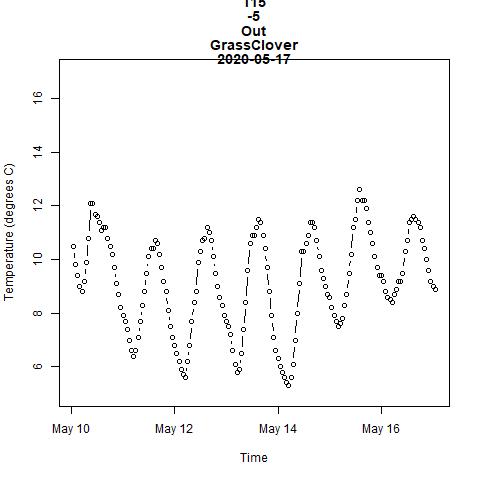 T15
-5
Out
GrassClover
2020-05-17
Temperature (degrees C)
16
14
12
10
8
6
May 10
May 12
May 14
May 16
Time